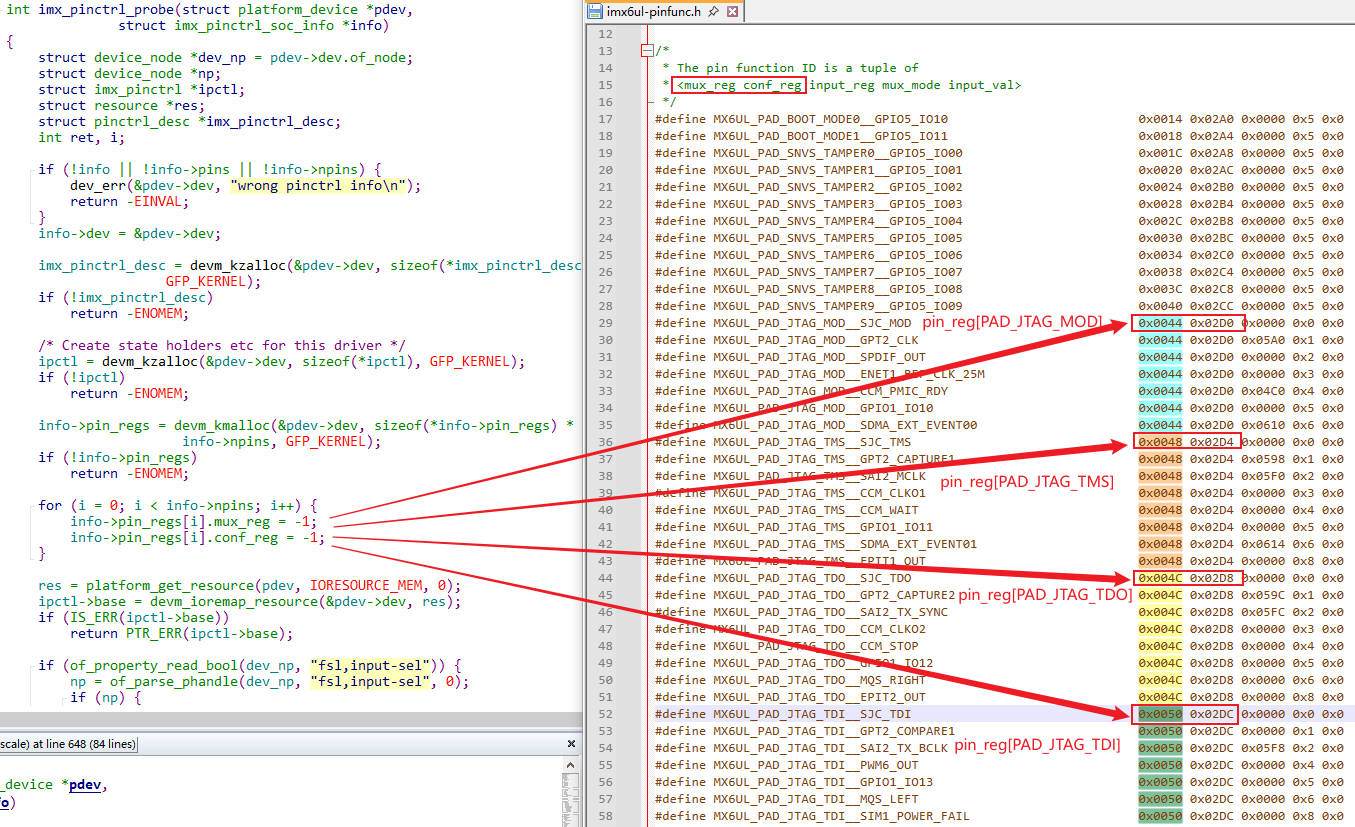 int imx_pinctrl_probe(struct platform_device *pdev,
struct imx_pinctrl_soc_info *info)
{
struct device_node *dev_np = pdev->dev.of_node;
struct device_node *np;
struct imx_pinctrl *ipctl;
struct resource *res;
struct pinctrl_desc *imx_pinctrl_desc;
int ret, i;
if (!info || !info->pins || !info->npins) {
dev_err(&pdev->dev, "wrong pinctrl info\n");
return -EINVAL;
}
info->dev = &pdev->dev;
imx_pinctrl_desc = devm_kzalloc(&pdev->dev, sizeof(*imx_pinctrl_desc
GFP_KERNEL);
if (!imx_pinctrl_desc)
return -ENOMEM;
/* Create state holders etc for this driver */
ipctl = devm_kzalloc(&pdev->dev, sizeof(*ipctl), GFP_KERNEL);
if (!ipctl)
return -ENOMEM;
info->pin_regs = devm_kmalloc(&pdev->dev, sizeof(*info->pin_regs) *
info->npins, GFP_KERNEL);
if (!info->pin_regs)
return -ENOMEM;
for (i = 0; i < info->npins; i++) {
info->pin_regs[i].mux_reg = -1;
info->pin_regs[i].conf_reg = -1;
}
res = platform_get_resource(pdev, IORESOURCE_MEM, 0);
ipctl->base = devm_ioremap_resource(&pdev->dev, res);
if (IS_ERR(ipctl->base))
return PTR_ERR(ipctl->base);
if (of_property_read_bool(dev_np, "fsl,input-sel")) {
np = of_parse_phandle(dev_np, "fsl,input-sel", 0);
if (np) {
scale) at line 648 (84 lines)
_device *pdev,
fo)
imx6ul-pinfunc.h
12
13 /*
14 * The pin function ID is a tuple of
15 * <mux_reg conf_reg input_reg mux_mode input_val>
16 */
17 #define MX6UL_PAD_BOOT_MODE0__GPIO5_IO10 0x0014 0x02A0 0x0000 0x5 0x0
18 #define MX6UL_PAD_BOOT_MODE1__GPIO5_IO11 0x0018 0x02A4 0x0000 0x5 0x0
19 #define MX6UL_PAD_SNVS_TAMPER0__GPIO5_IO00 0x001C 0x02A8 0x0000 0x5 0x0
20 #define MX6UL_PAD_SNVS_TAMPER1__GPIO5_IO01 0x0020 0x02AC 0x0000 0x5 0x0
21 #define MX6UL_PAD_SNVS_TAMPER2__GPIO5_IO02 0x0024 0x02B0 0x0000 0x5 0x0
22 #define MX6UL_PAD_SNVS_TAMPER3__GPIO5_IO03 0x0028 0x02B4 0x0000 0x5 0x0
23 #define MX6UL_PAD_SNVS_TAMPER4__GPIO5_IO04 0x002C 0x02B8 0x0000 0x5 0x0
24 #define MX6UL_PAD_SNVS_TAMPER5__GPIO5_IO05 0x0030 0x02BC 0x0000 0x5 0x0
25 #define MX6UL_PAD_SNVS_TAMPER6__GPIO5_IO06 0x0034 0x02C0 0x0000 0x5 0x0
26 #define MX6UL_PAD_SNVS_TAMPER7__GPIO5_IO07 0x0038 0x02C4 0x0000 0x5 0x0
27 #define MX6UL_PAD_SNVS_TAMPER8__GPIO5_IO08 0x003C 0x02C8 0x0000 0x5 0x0
28 #define MX6UL_PAD_SNVS_TAMPER9__GPIO5_IO09 0x0040 0x02CC 0x0000 0x5 0x0
29 #define MX6UL_PAD_JTAG_MOD__SJC_MOD pin_reg[PAD_JTAG_MOD] 0x0044 0x02D0 0x0000 0x0 0x0
30 #define MX6UL_PAD_JTAG_MOD__GPT2_CLK 0x0044 0x02D0 0x05A0 0x1 0x0
31 #define MX6UL_PAD_JTAG_MOD__SPDIF_OUT 0x0044 0x02D0 0x0000 0x2 0x0
32 #define MX6UL_PAD_JTAG_MOD__ENET1_REF_CLK_25M 0x0044 0x02D0 0x0000 0x3 0x0
33 #define MX6UL_PAD_JTAG_MOD__CCM_PMIC_RDY 0x0044 0x02D0 0x04C0 0x4 0x0
34 #define MX6UL_PAD_JTAG_MOD__GPIO1_IO10 0x0044 0x02D0 0x0000 0x5 0x0
35 #define MX6UL_PAD_JTAG_MOD__SDMA_EXT_EVENT00 0x0044 0x02D0 0x0610 0x6 0x0
36 #define MX6UL_PAD_JTAG_TMS__SJC_TMS 0x0048 0x02D4 0x0000 0x0 0x0
37 #define MX6UL_PAD_JTAG_TMS__GPT2_CAPTURE1 0x0048 0x02D4 0x0598 0x1 0x0
38 #define MX6UL_PAD_JTAG_TMS__SAI2_MCLK pin_reg[PAD_JTAG_TMS] 0x0048 0x02D4 0x05F0 0x2 0x0
39 #define MX6UL_PAD_JTAG_TMS__CCM_CLKO1 0x0048 0x02D4 0x0000 0x3 0x0
40 #define MX6UL_PAD_JTAG_TMS__CCM_WAIT 0x0048 0x02D4 0x0000 0x4 0x0
41 #define MX6UL_PAD_JTAG_TMS__GPIO1_IO11 0x0048 0x02D4 0x0000 0x5 0x0
42 #define MX6UL_PAD_JTAG_TMS__SDMA_EXT_EVENT01 0x0048 0x02D4 0x0614 0x6 0x0
43 #define MX6UL_PAD_JTAG_TMS__EPIT1_OUT 0x0048 0x02D4 0x0000 0x8 0x0
44 #define MX6UL_PAD_JTAG_TDO__SJC_TDO 0x004C 0x02D8 0x0000 0x0 0x0
45 #define MX6UL_PAD_JTAG_TDO__GPT2_CAPTURE2 pin_reg[PAD_JTAG_TDO] 0x004C 0x02D8 0x059C 0x1 0x0
46 #define MX6UL_PAD_JTAG_TDO__SAI2_TX_SYNC 0x004C 0x02D8 0x05FC 0x2 0x0
47 #define MX6UL_PAD_JTAG_TDO__CCM_CLKO2 0x004C 0x02D8 0x0000 0x3 0x0
48 #define MX6UL_PAD_JTAG_TDO__CCM_STOP 0x004C 0x02D8 0x0000 0x4 0x0
49 #define MX6UL_PAD_JTAG_TDO__GPIO1_IO12 0x004C 0x02D8 0x0000 0x5 0x0
50 #define MX6UL_PAD_JTAG_TDO__MQS_RIGHT 0x004C 0x02D8 0x0000 0x6 0x0
51 #define MX6UL_PAD_JTAG_TDO__EPIT2_OUT 0x004C 0x02D8 0x0000 0x8 0x0
52 #define MX6UL_PAD_JTAG_TDI__SJC_TDI 0x0050 0x02DC 0x0000 0x0 0x0
53 #define MX6UL_PAD_JTAG_TDI__GPT2_COMPARE1 0x0050 0x02DC 0x0000 0x1 0x0
54 #define MX6UL_PAD_JTAG_TDI__SAI2_TX_BCLK pin_reg[PAD_JTAG_TDI] 0x0050 0x02DC 0x05F8 0x2 0x0
55 #define MX6UL_PAD_JTAG_TDI__PWM6_OUT 0x0050 0x02DC 0x0000 0x4 0x0
56 #define MX6UL_PAD_JTAG_TDI__GPIO1_IO13 0x0050 0x02DC 0x0000 0x5 0x0
57 #define MX6UL_PAD_JTAG_TDI__MQS_LEFT 0x0050 0x02DC 0x0000 0x6 0x0
58 #define MX6UL_PAD_JTAG_TDI__SIM1_POWER_FAIL 0x0050 0x02DC 0x0000 0x8 0x0